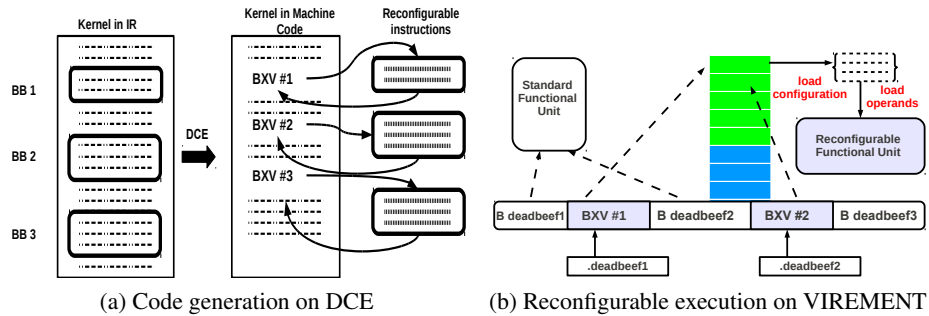 Kernel in IR
BB 1
BB 2
BB 3
DCE
Kernel in Machine
Code
BXV #1
BXV #2
BXV #3
Reconfigurable
instructions
(a) Code generation on DCE
Standard
Functional
Unit
load
configuration
load
operands
Reconfigurable
Functional Unit
B deadbeef1
BXV #1
B deadbeef2
BXV #2
B deadbeef3
.deadbeef1
.deadbeef2
(b) Reconfigurable execution on VIREMENT